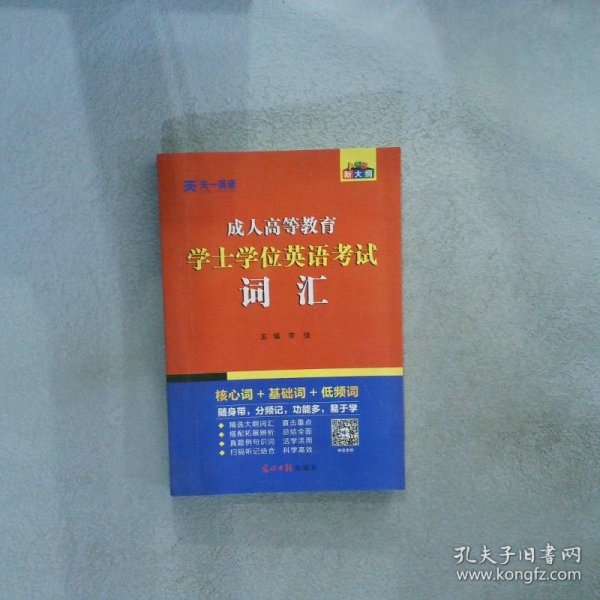 天一英语
新大纲
成人高等教育
学士学位英语考试
词汇
主编 李
核心词+基础词+低频词
随身带，分频记，功能多，易于学
精选大纲词汇 直击重点
搭配拓展辨析 总结全面
真题例句识词 活学活用
扫码听记结合 科学高效
光明日报出版社
孔夫子旧书网
www.kongfz.com